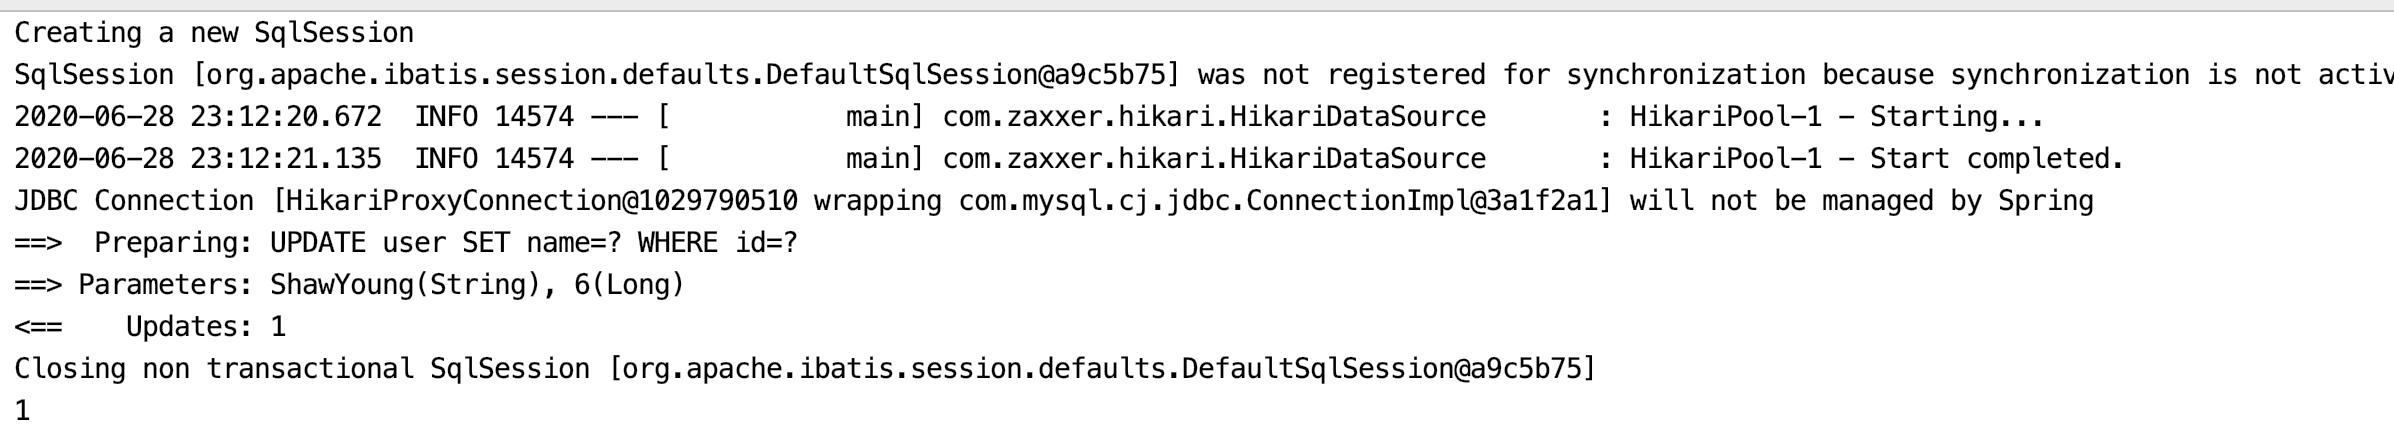 Creating a new SqlSession
SqlSession [org.apache.ibatis.session.defaults.DefaultSqlSession@a9c5b75] was not registered for synchronization because synchronization is not activ
2020-06-28 23:12:20.672  INFO 14574 --- [           main] com.zaxxer.hikari.HikariDataSource       : HikariPool-1 - Starting...
2020-06-28 23:12:21.135  INFO 14574 --- [           main] com.zaxxer.hikari.HikariDataSource       : HikariPool-1 - Start completed.
JDBC Connection [HikariProxyConnection@1029790510 wrapping com.mysql.cj.jdbc.ConnectionImpl@3a1f2a1] will not be managed by Spring
==>  Preparing: UPDATE user SET name=? WHERE id=?
==> Parameters: ShawYoung(String), 6(Long)
<==    Updates: 1
Closing non transactional SqlSession [org.apache.ibatis.session.defaults.DefaultSqlSession@a9c5b75]
1